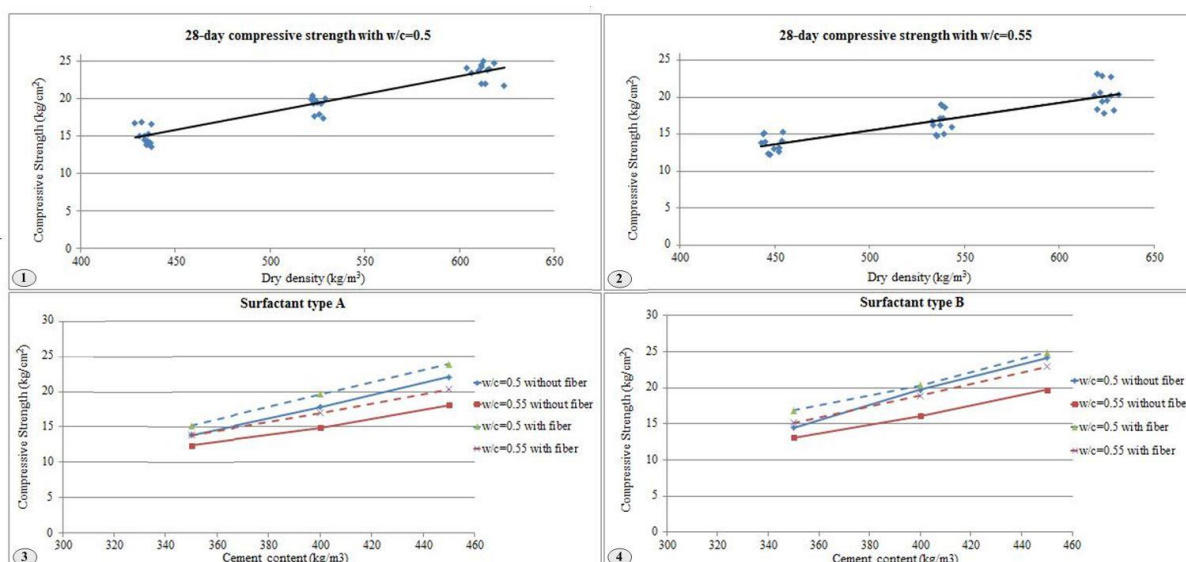 28-day compressive strength with w/c=0.5
Compressive Strength (kg/cm²)
25
20
15
10
5
0
400 450 500 550 600 650
Dry density (kg/m³)
1
28-day compressive strength with w/c=0.55
Compressive Strength (kg/cm²)
25
20
15
10
5
0
400 450 500 550 600 650
Dry density (kg/m³)
2
Surfactant type A
Compressive Strength (kg/cm²)
30
25
20
15
10
5
0
300 320 340 360 380 400 420 440 460
Cement content (kg/m3)
w/c=0.5 without fiber
w/c=0.55 without fiber
w/c=0.5 with fiber
w/c=0.55 with fiber
3
Surfactant type B
Compressive Strength (kg/cm²)
30
25
20
15
10
5
0
300 320 340 360 380 400 420 440 460
Cement content (kg/m3)
w/c=0.5 without fiber
w/c=0.55 without fiber
w/c=0.5 with fiber
w/c=0.55 with fiber
4